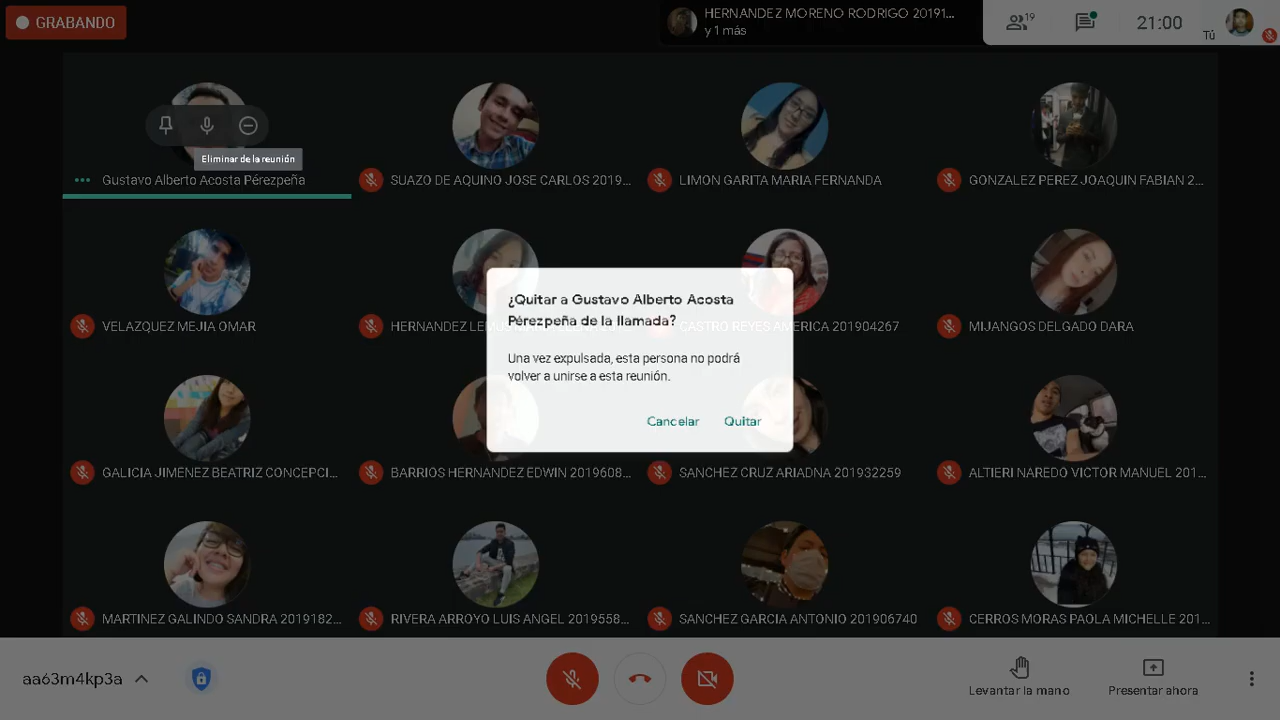 GRABANDO
HERNANDEZ MORENO RODRIGO 20191...
y 1 más
19
21:00
Tú
Eliminar de la reunión
Gustavo Alberto Acosta Pérezpeña
SUAZO DE AQUINO JOSE CARLOS 2019...
LIMON GARITA MARIA FERNANDA
GONZALEZ PEREZ JOAQUIN FABIAN 2...
VELAZQUEZ MEJIA OMAR
HERNANDEZ
CASTRO REYES AMERICA 201904267
MIJANGOS DELGADO DARA
¿Quitar a Gustavo Alberto Acosta
Pérezpeña de la llamada?
Una vez expulsada, esta persona no podrá
volver a unirse a esta reunión.
Cancelar
Quitar
GALICIA JIMÉNEZ BEATRIZ CONCEPCI...
BARRIOS HERNANDEZ EDWIN 2019608...
SANCHEZ CRUZ ARIADNA 201932259
ALTIERI NAREDO VICTOR MANUEL 201...
MARTINEZ GALINDO SANDRA 2019182...
RIVERA ARROYO LUIS ANGEL 2019558...
SANCHEZ GARCIA ANTONIO 201906740
CERROS MORAS PAOLA MICHELLE 201...
aa63m4kp3a
Levantar la mano
Presentar ahora